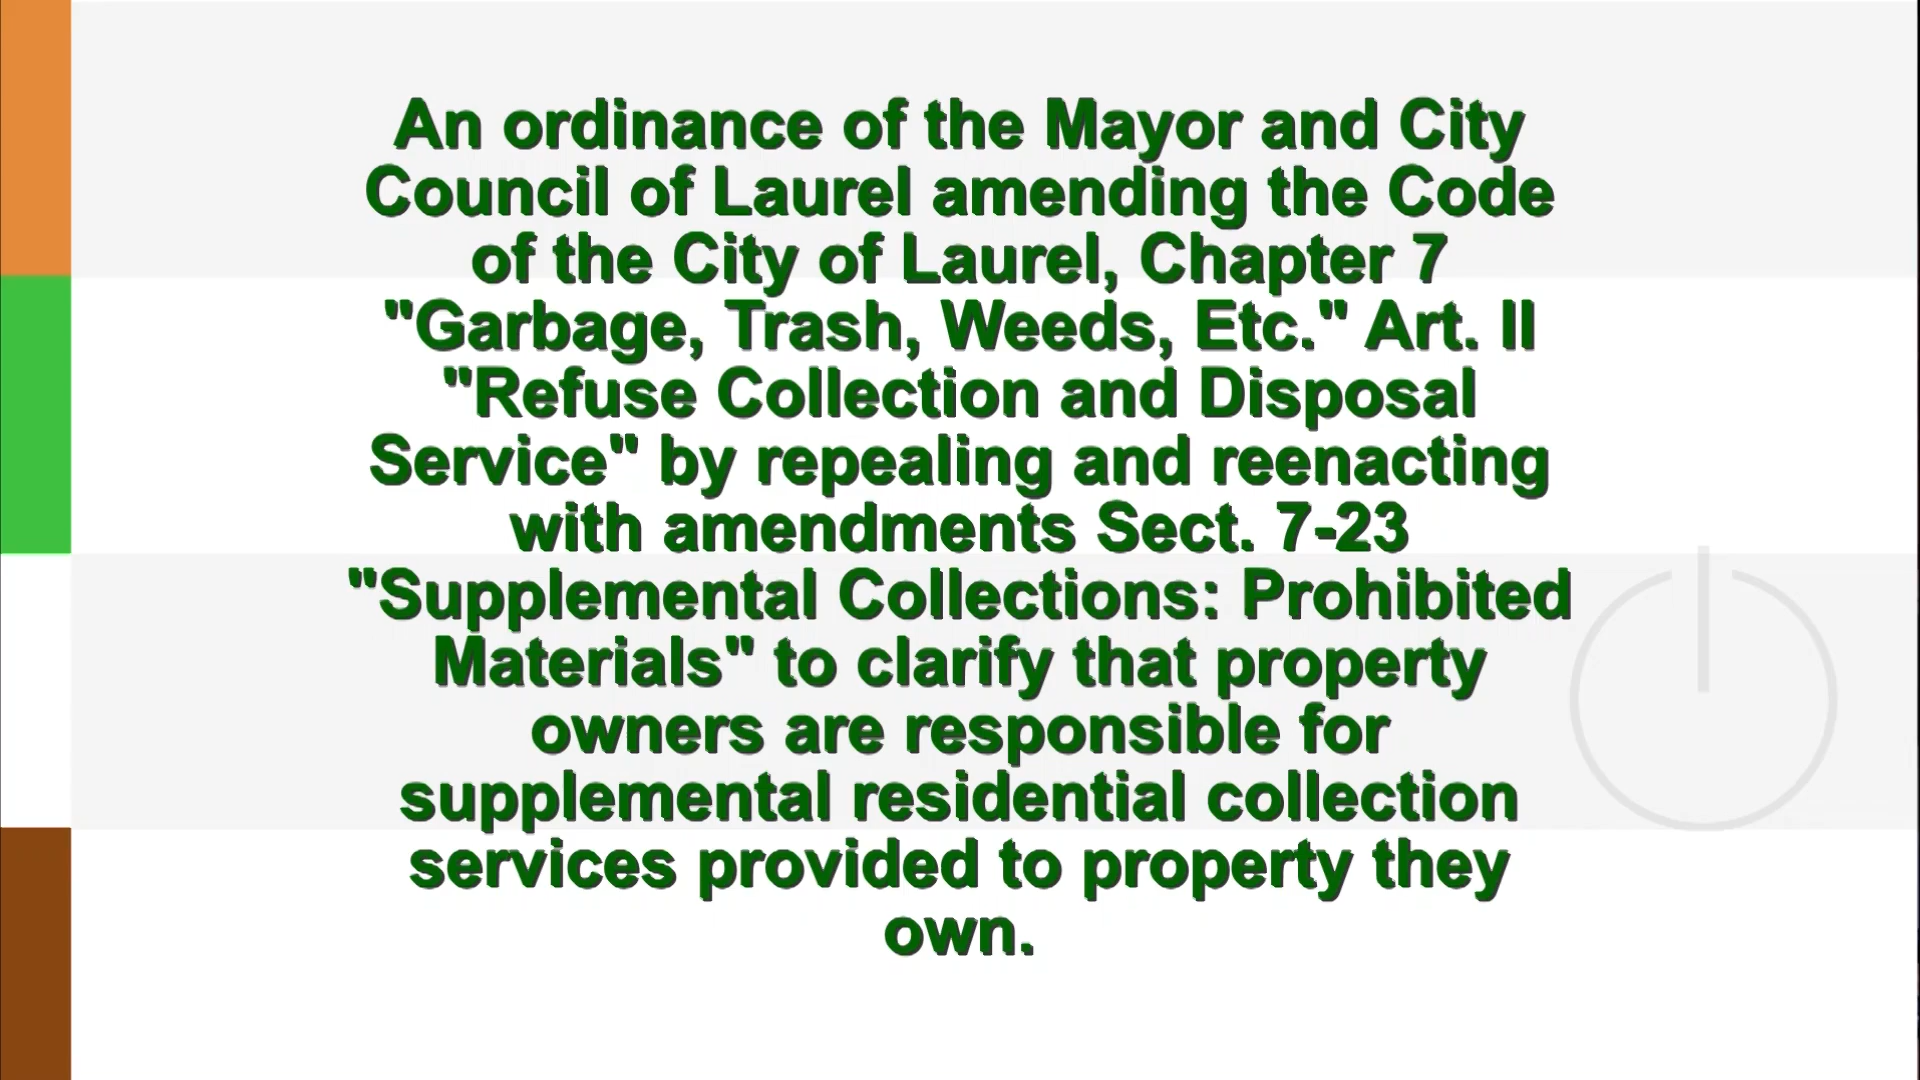 An ordinance of the Mayor and City
Council of Laurel amending the Code
of the City of Laurel, Chapter 7
"Garbage, Trash, Weeds, Etc." Art. II
"Refuse Collection and Disposal
Service" by repealing and reenacting
with amendments Sect. 7-23
"Supplemental Collections: Prohibited
Materials" to clarify that property
owners are responsible for
supplemental residential collection
services provided to property they
own.